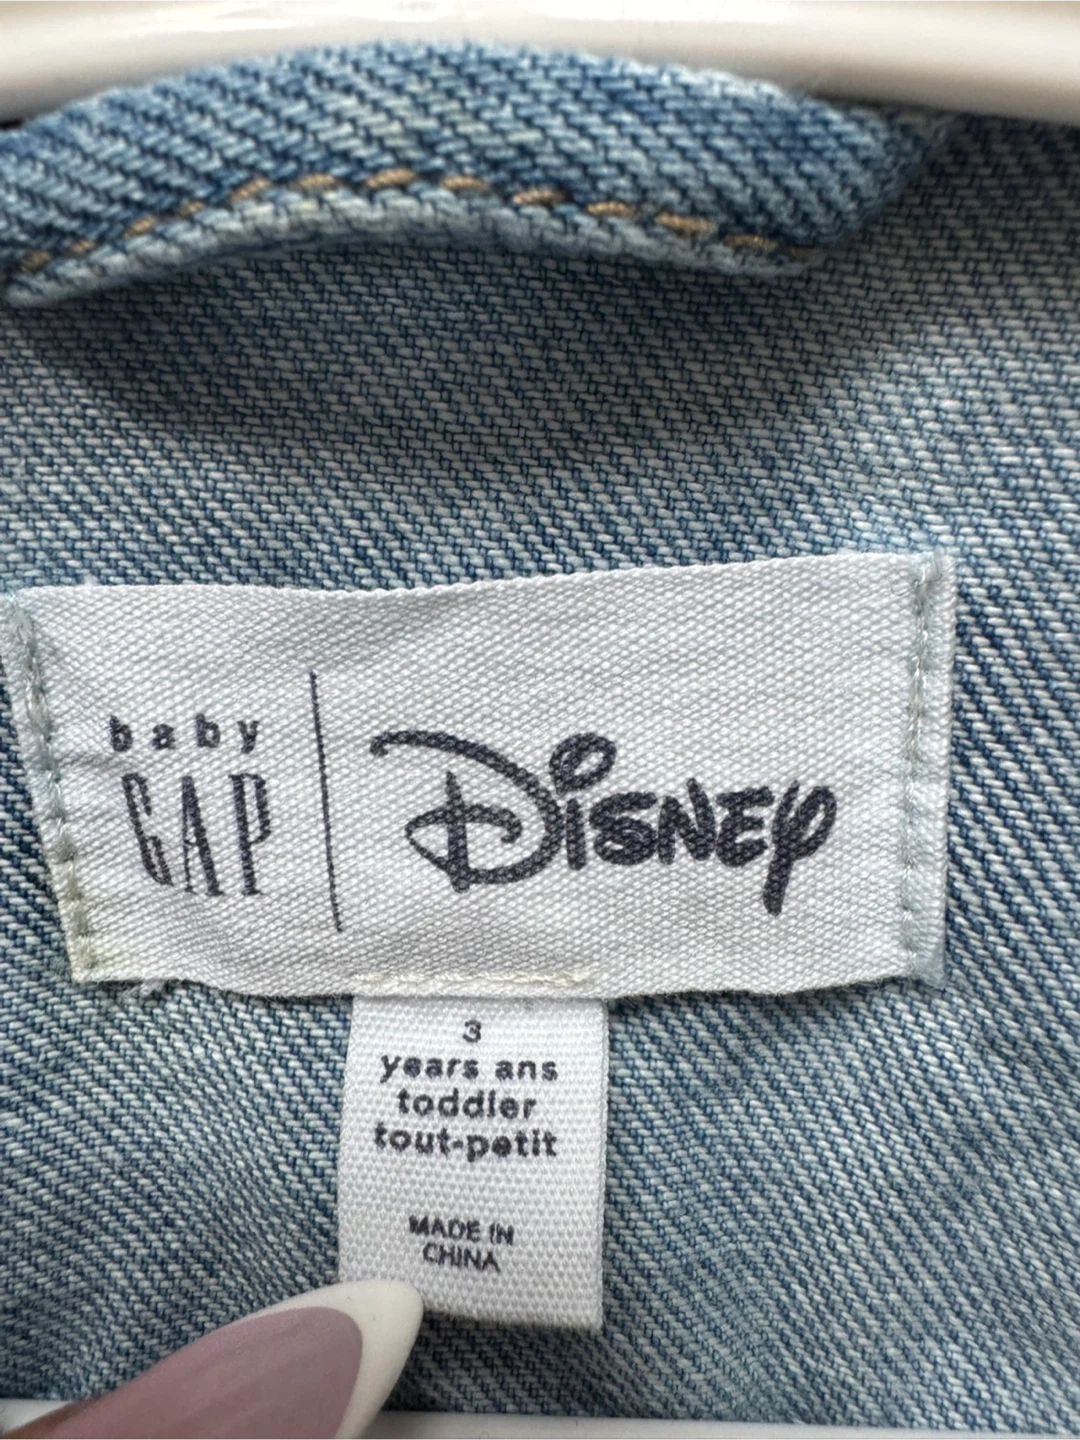 baby
GAP
Disney
3
years ans
toddler
tout-petit
MADE IN
CHINA